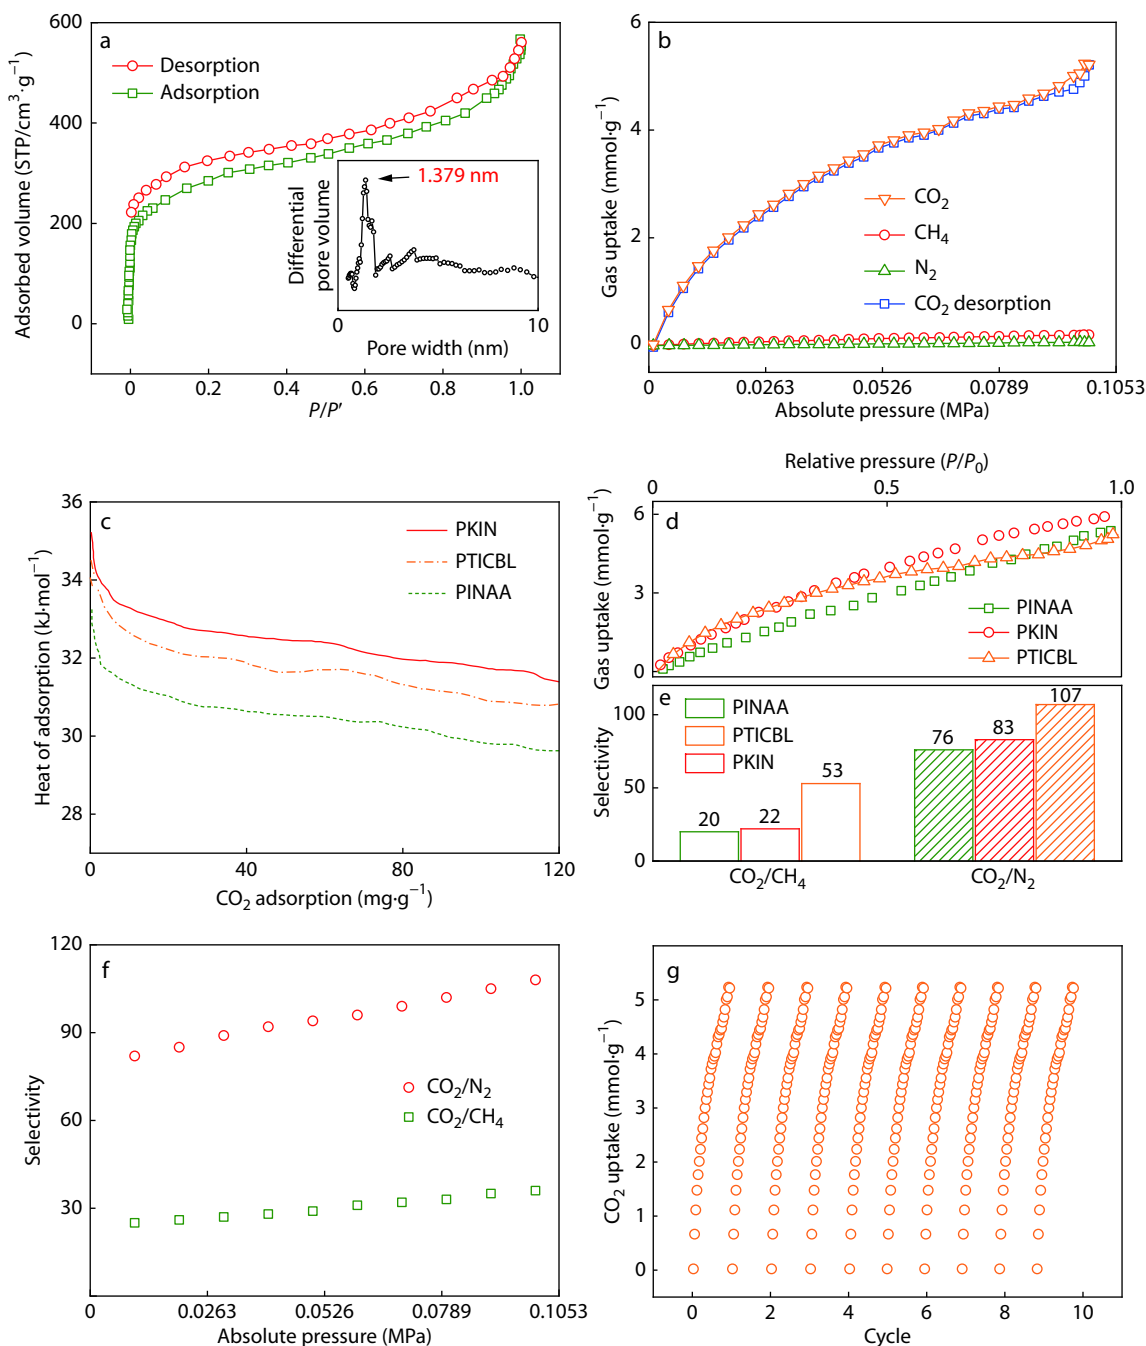 a
Desorption
Adsorption
Adsorbed volume (STP/cm³·g⁻¹)
600
400
200
0
0
0.2
0.4
0.6
0.8
1.0
P/P'
1.379 nm
Differential
pore volume
0
10
Pore width (nm)
b
Gas uptake (mmol·g⁻¹)
6
4
2
0
CO₂
CH₄
N₂
CO₂ desorption
0
0.0263
0.0526
0.0789
0.1053
Absolute pressure (MPa)
c
Heat of adsorption (kJ·mol⁻¹)
36
34
32
30
28
PKIN
PTICBL
PINAA
0
40
80
120
CO₂ adsorption (mg·g⁻¹)
Relative pressure (P/P₀)
0
0.5
1.0
d
Gas uptake (mmol·g⁻¹)
6
3
0
PINAA
PKIN
PTICBL
e
Selectivity
100
50
0
PINAA
PTICBL
PKIN
20
22
53
76
83
107
CO₂/CH₄
CO₂/N₂
f
Selectivity
120
90
60
30
CO₂/N₂
CO₂/CH₄
0
0.0263
0.0526
0.0789
0.1053
Absolute pressure (MPa)
g
CO₂ uptake (mmol·g⁻¹)
5
4
3
2
1
0
0
2
4
6
8
10
Cycle